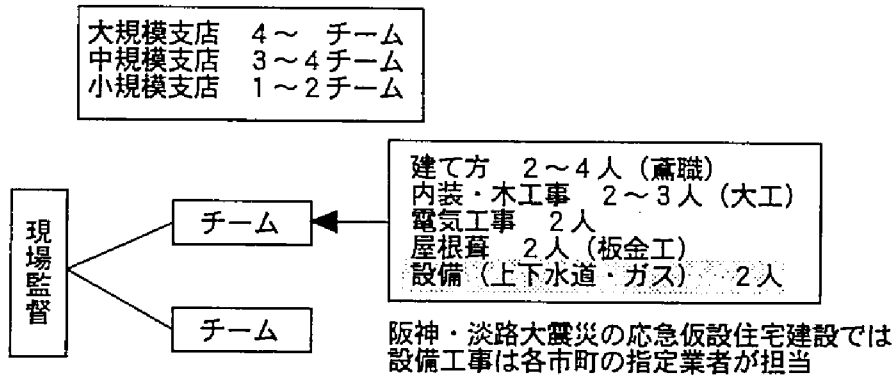 大規模支店　4～　チーム
中規模支店　3～4チーム
小規模支店　1～2チーム
現場監督
チーム
チーム
建て方　2～4人（鳶職）
内装・木工事　2～3人（大工）
電気工事　2人
屋根葺　2人（板金工）
設備（上下水道・ガス）　2人
阪神・淡路大震災の応急仮設住宅建設では
設備工事は各市町の指定業者が担当